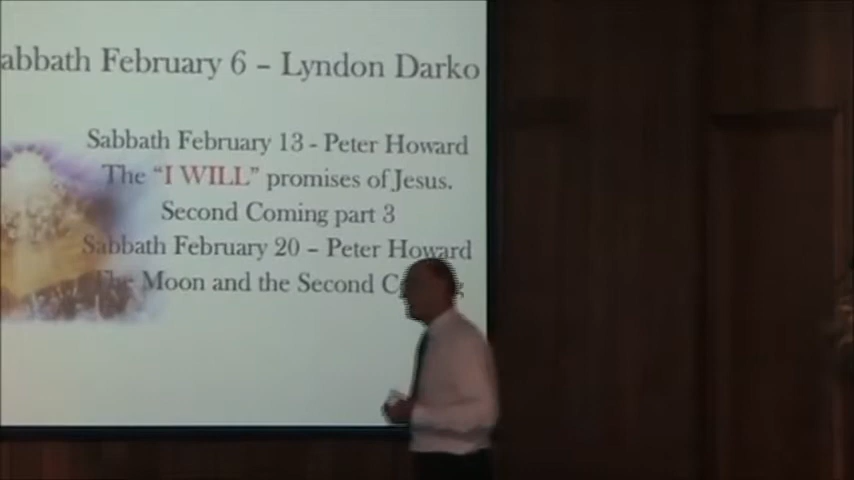 abbath February 6 – Lyndon Darko
Sabbath February 13 - Peter Howard
The "I WILL" promises of Jesus.
Second Coming part 3
Sabbath February 20 – Peter Howard
The Moon and the Second